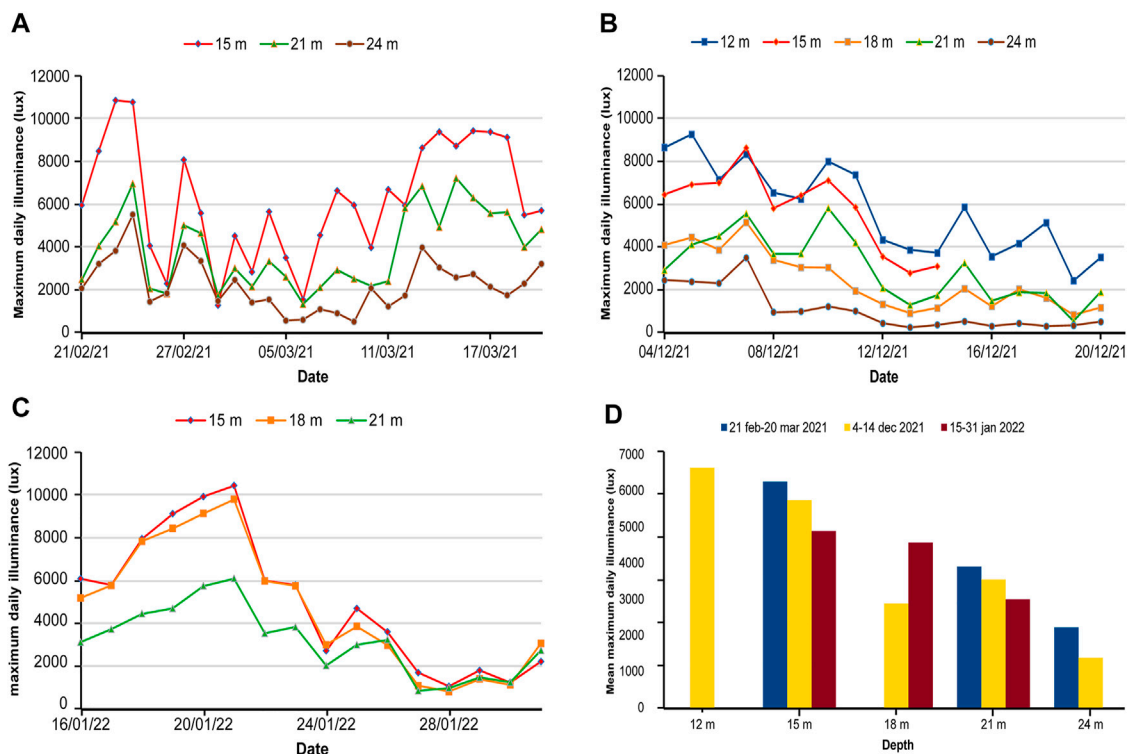 A
15 m 21 m 24 m
Maximum daily illuminance (lux)
12000
10000
8000
6000
4000
2000
0
21/02/21 27/02/21 05/03/21 11/03/21 17/03/21
Date
B
12 m 15 m 18 m 21 m 24 m
Maximum daily illuminance (lux)
12000
10000
8000
6000
4000
2000
0
04/12/21 08/12/21 12/12/21 16/12/21 20/12/21
Date
C
15 m 18 m 21 m
maximum daily illuminance (lux)
12000
10000
8000
6000
4000
2000
0
16/01/22 20/01/22 24/01/22 28/01/22
Date
D
21 feb-20 mar 2021 4-14 dec 2021 15-31 jan 2022
Mean maximum daily illuminance (lux)
7000
6000
5000
4000
3000
2000
1000
0
12 m 15 m 18 m 21 m 24 m
Depth